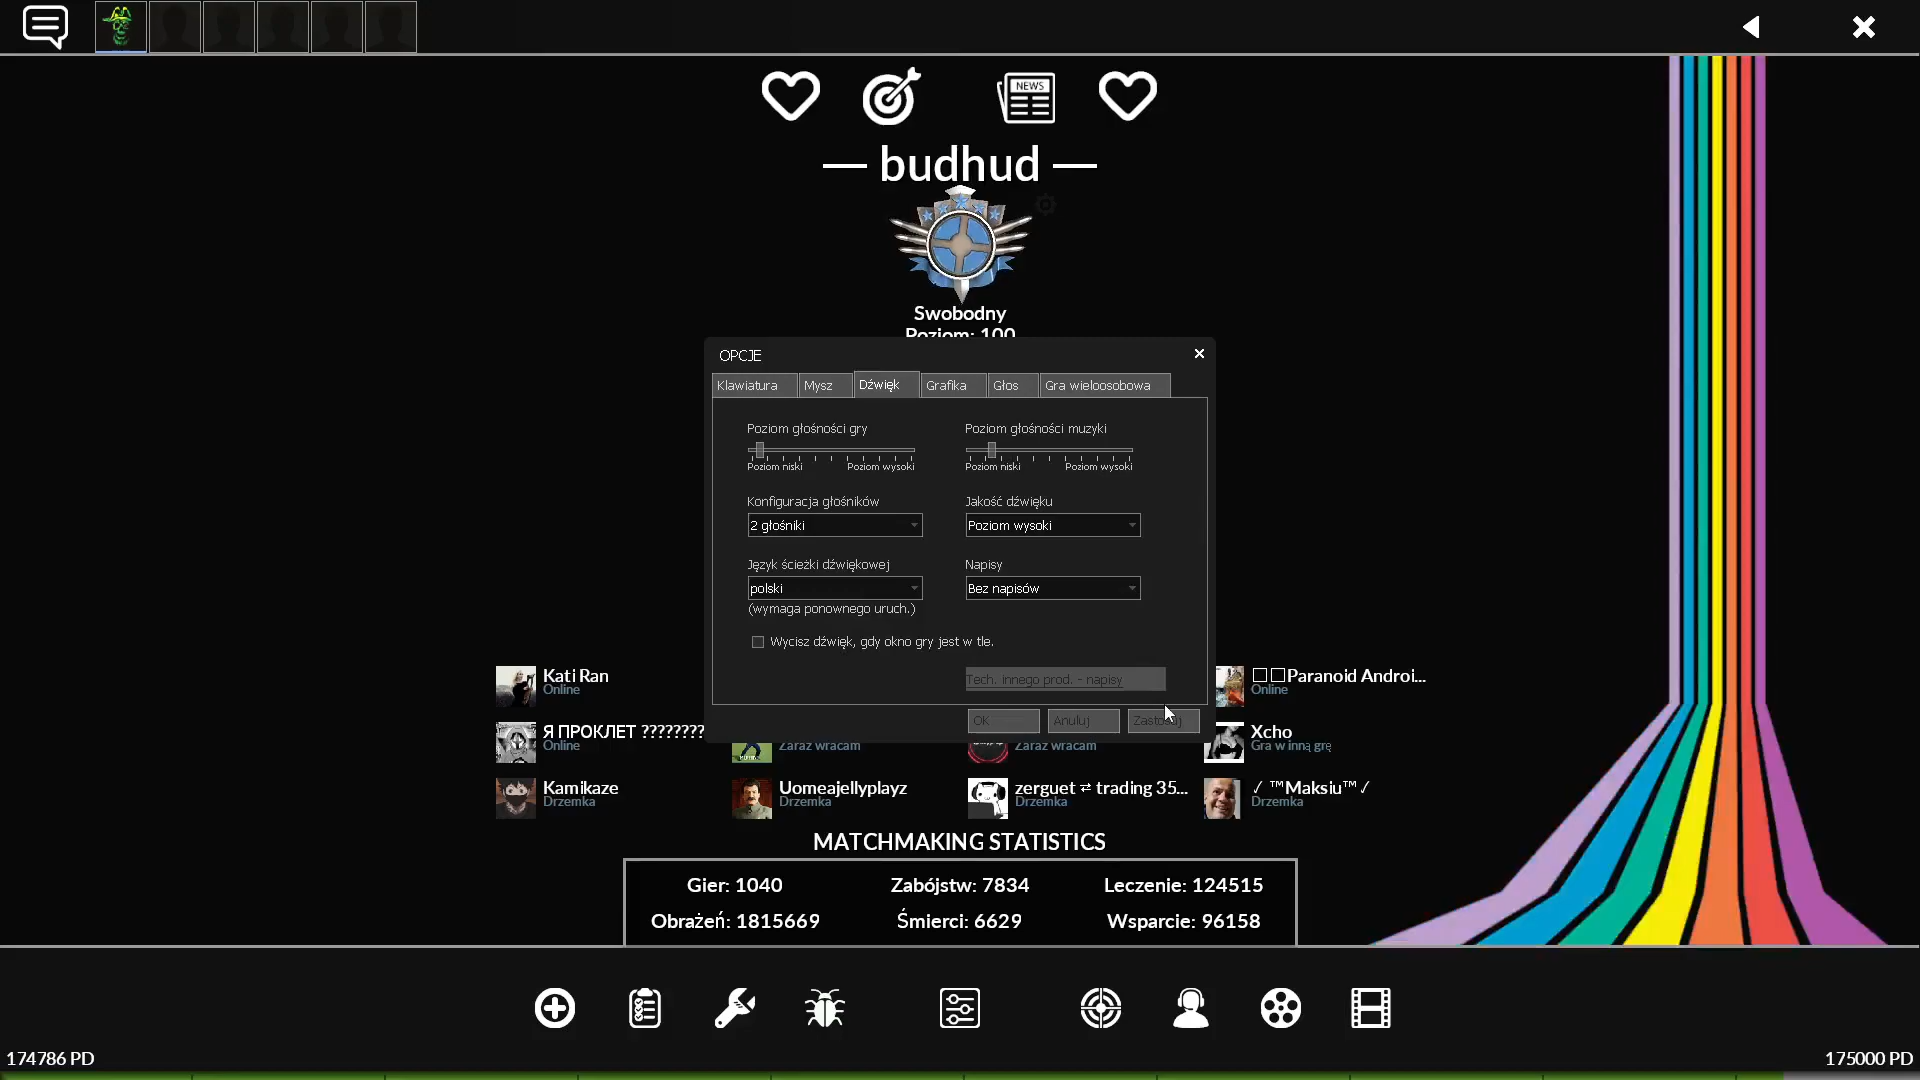 NEWS
— budhud —
Swobodny
Poziom: 100
OPCJE
Klawiatura Mysz Dźwięk Grafika Głos Gra wieloosobowa
Poziom głośności gry Poziom głośności muzyki
Poziom niski Poziom wysoki Poziom niski Poziom wysoki
Konfiguracja głośników Jakość dźwięku
2 głośniki Poziom wysoki
Język ścieżki dźwiękowej Napisy
polski Bez napisów
(wymaga ponownego uruch.)
Wycisz dźwięk, gdy okno gry jest w tle.
Tech. innego prod. - napisy
OK Anuluj Zastosuj
Kati Ran □□Paranoid Androi...
Online Online
Я ПРОКЛЕТ ???????? Xcho
Online Zaraz wracam Zaraz wracam Gra w inną grę
Kamikaze Uomeajellyplayz zerguet ⇄ trading 35... ✓ ™Maksiu™✓
Drzemka Drzemka Drzemka Drzemka
MATCHMAKING STATISTICS
Gier: 1040 Zabójstw: 7834 Leczenie: 124515
Obrażeń: 1815669 Śmierci: 6629 Wsparcie: 96158
174786 PD 175000 PD